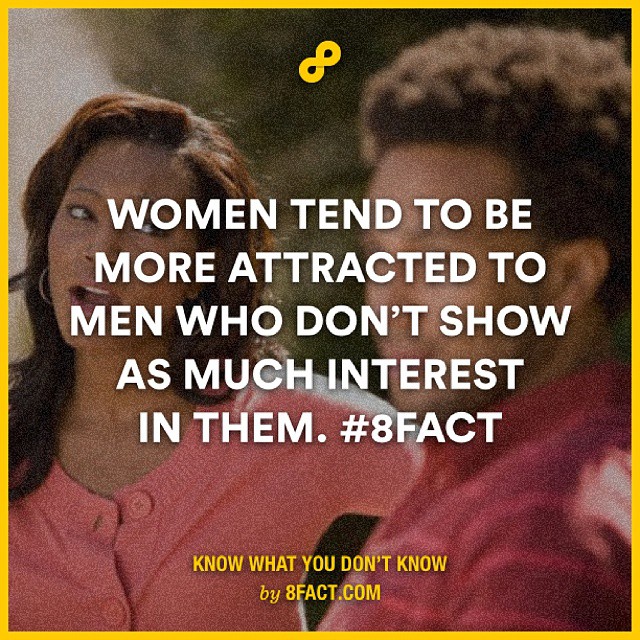 WOMEN TEND TO BE
MORE ATTRACTED TO
MEN WHO DON'T SHOW
AS MUCH INTEREST
IN THEM. #8FACT
KNOW WHAT YOU DON'T KNOW
by 8FACT.COM